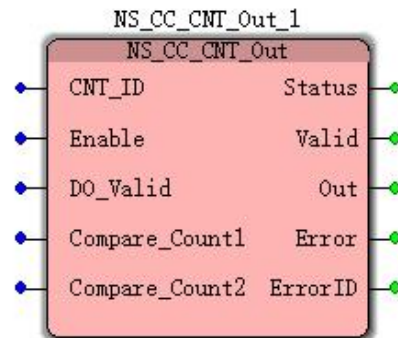 NS_CC_CNT_Out_1
NS_CC_CNT_Out
CNT_ID Status
Enable Valid
DO_Valid Out
Compare_Count1 Error
Compare_Count2 ErrorID